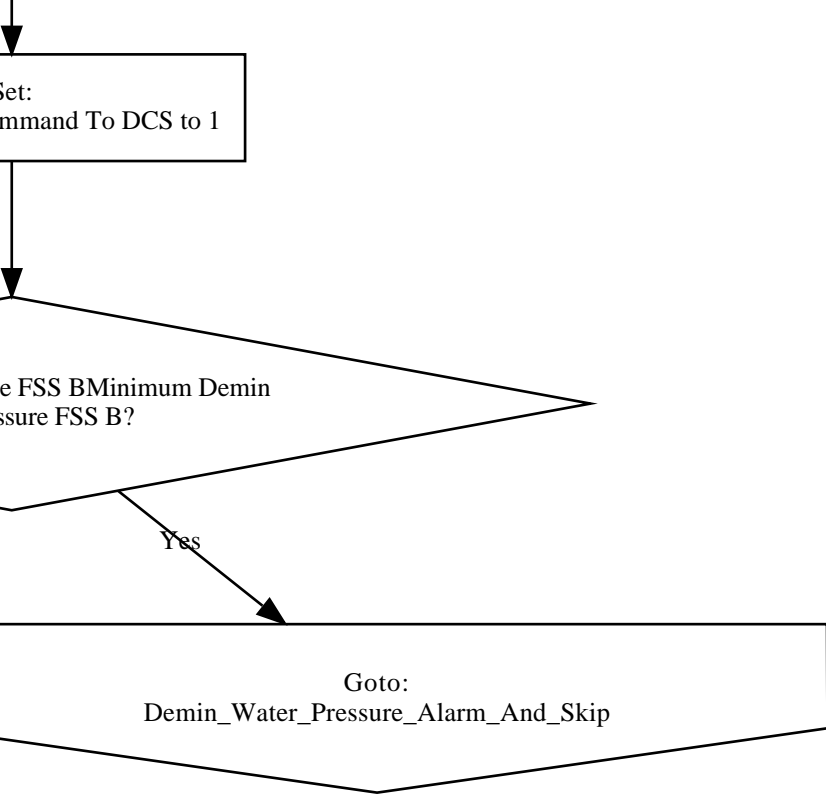 Set:
mmand To DCS to 1
e FSS BMinimum Demin
ssure FSS B?
Yes
Goto:
Demin_Water_Pressure_Alarm_And_Skip